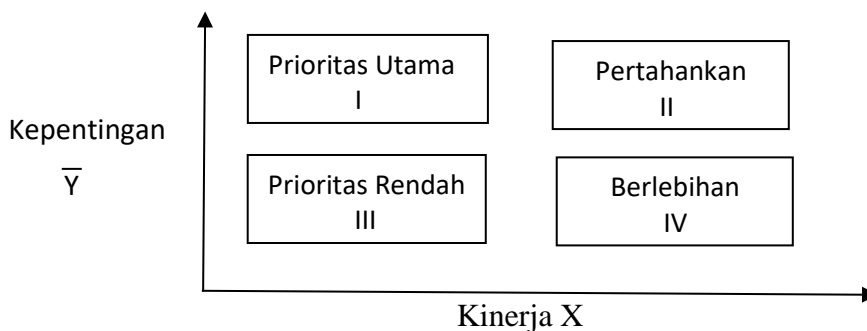 Prioritas Utama
I
Pertahankan
II
Kepentingan
Y
Prioritas Rendah
III
Berlebihan
IV
Kinerja X